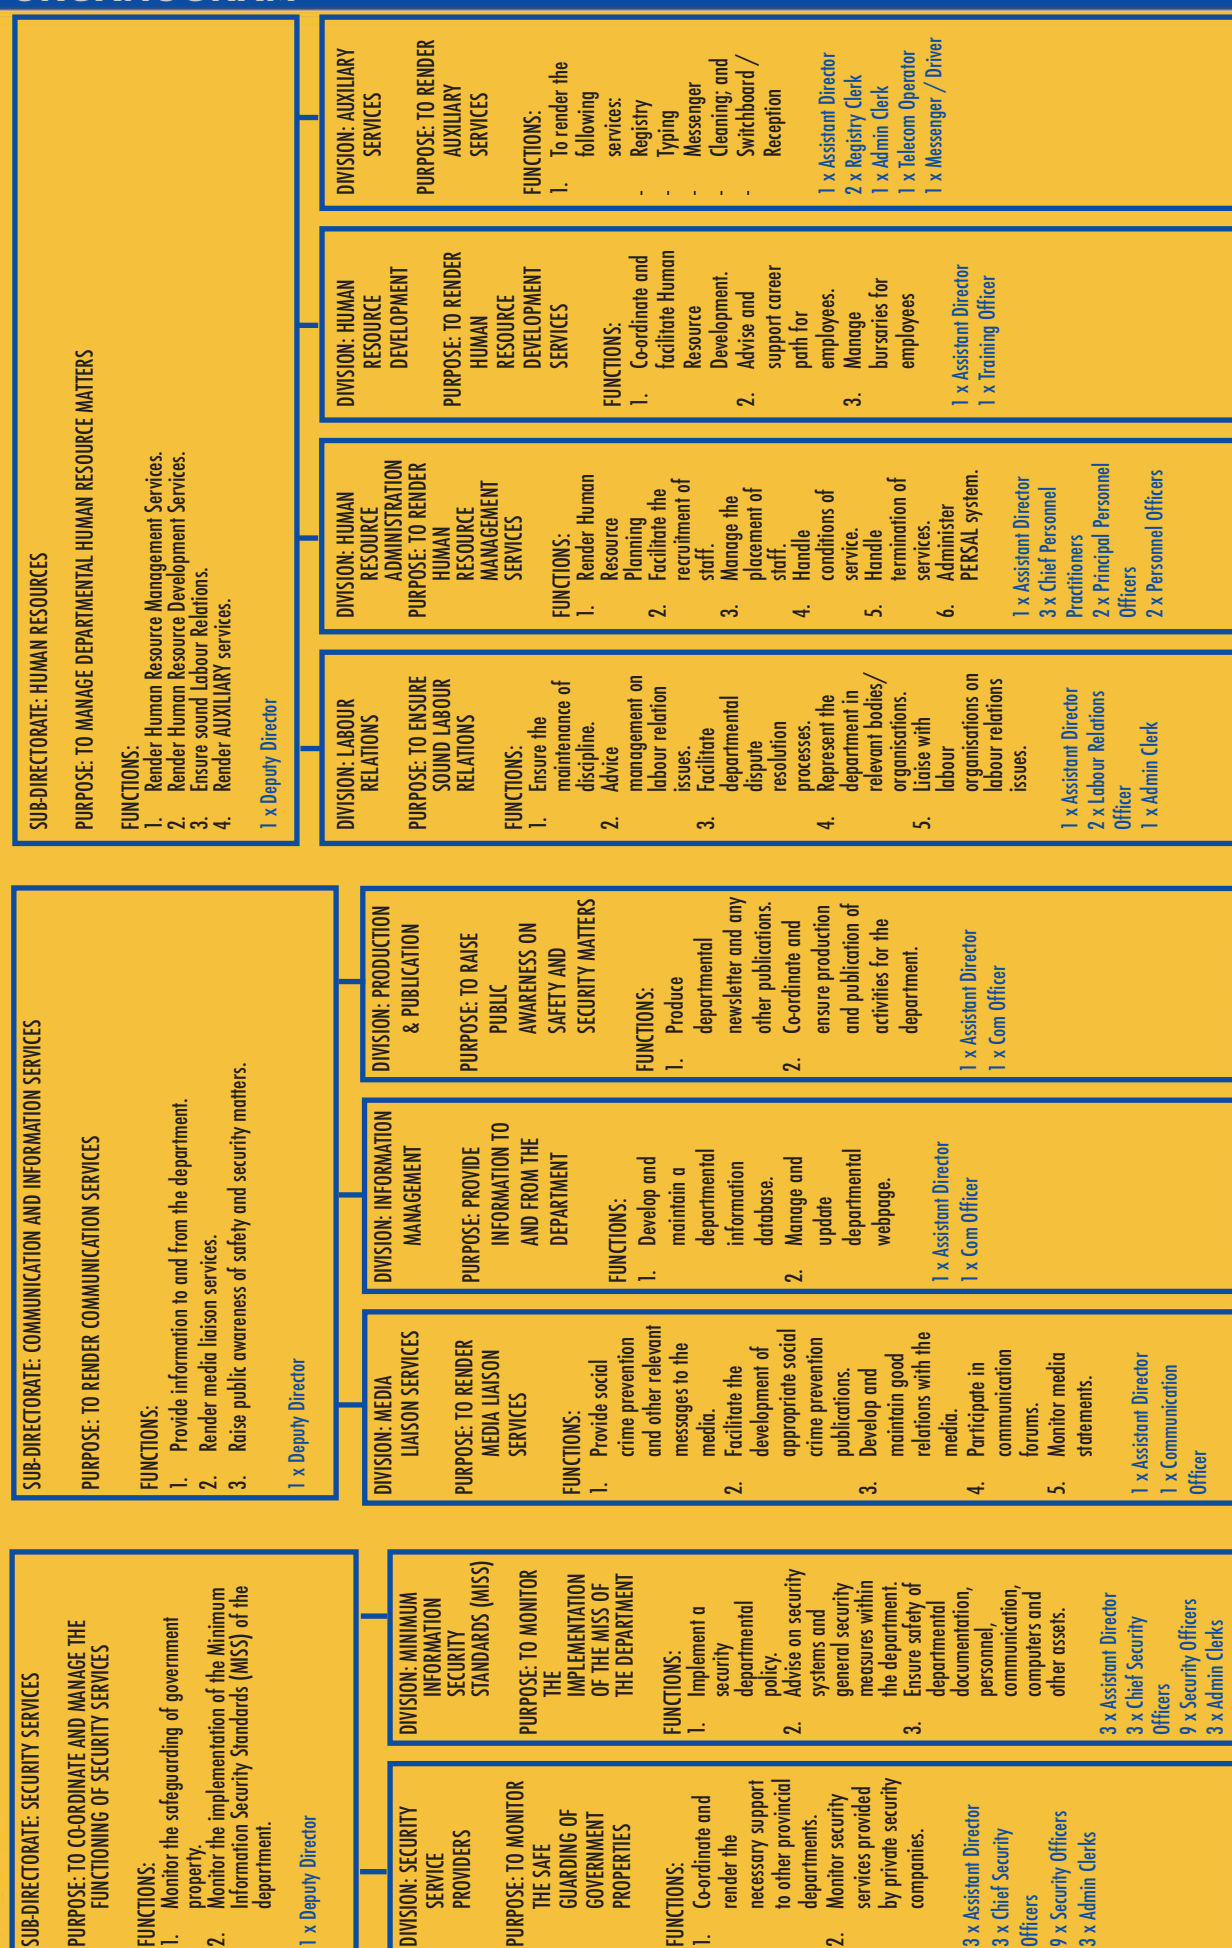 SUB-DIRECTORATE: SECURITY SERVICES
PURPOSE: TO CO-ORDINATE AND MANAGE THE
FUNCTIONING OF SECURITY SERVICES
FUNCTIONS:
1. Monitor the safeguarding of government
property.
2. Monitor the implementation of the Minimum
Information Security Standards (MISS) of the
department.
1 x Deputy Director
DIVISION: SECURITY
SERVICE
PROVIDERS
PURPOSE: TO MONITOR
THE SAFE
GUARDING OF
GOVERNMENT
PROPERTIES
FUNCTIONS:
1. Co-ordinate and
render the
necessary support
to other provincial
departments.
2. Monitor security
services provided
by private security
companies.
3 x Assistant Director
3 x Chief Security
Officers
9 x Security Officers
3 x Admin Clerks
DIVISION: MINIMUM
INFORMATION
SECURITY
STANDARDS (MISS)
PURPOSE: TO MONITOR
THE
IMPLEMENTATION
OF THE MISS OF
THE DEPARTMENT
FUNCTIONS:
1. Implement a
security
departmental
policy.
2. Advise on security
systems and
general security
measures within
the department.
3. Ensure safety of
departmental
documentation,
personnel,
communication,
computers and
other assets.
3 x Assistant Director
3 x Chief Security
Officers
9 x Security Officers
3 x Admin Clerks
SUB-DIRECTORATE: COMMUNICATION AND INFORMATION SERVICES
PURPOSE: TO RENDER COMMUNICATION SERVICES
FUNCTIONS:
1. Provide information to and from the department.
2. Render media liaison services.
3. Raise public awareness of safety and security matters.
1 x Deputy Director
DIVISION: MEDIA
LIAISON SERVICES
PURPOSE: TO RENDER
MEDIA LIAISON
SERVICES
FUNCTIONS:
1. Provide social
crime prevention
and other relevant
messages to the
media.
2. Facilitate the
development of
appropriate social
crime prevention
publications.
3. Develop and
maintain good
relations with the
media.
4. Participate in
communication
forums.
5. Monitor media
statements.
1 x Assistant Director
1 x Communication
Officer
DIVISION: INFORMATION
MANAGEMENT
PURPOSE: PROVIDE
INFORMATION TO
AND FROM THE
DEPARTMENT
FUNCTIONS:
1. Develop and
maintain a
departmental
information
database.
2. Manage and
update
departmental
webpage.
1 x Assistant Director
1 x Com Officer
DIVISION: PRODUCTION
& PUBLICATION
PURPOSE: TO RAISE
PUBLIC
AWARENESS ON
SAFETY AND
SECURITY MATTERS
FUNCTIONS:
1. Produce
departmental
newsletter and any
other publications.
2. Co-ordinate and
ensure production
and publication of
activities for the
department.
1 x Assistant Director
1 x Com Officer
SUB-DIRECTORATE: HUMAN RESOURCES
PURPOSE: TO MANAGE DEPARTMENTAL HUMAN RESOURCE MATTERS
FUNCTIONS:
1. Render Human Resource Management Services.
2. Render Human Resource Development Services.
3. Ensure sound Labour Relations.
4. Render AUXILIARY services.
1 x Deputy Director
DIVISION: LABOUR
RELATIONS
PURPOSE: TO ENSURE
SOUND LABOUR
RELATIONS
FUNCTIONS:
1. Ensure the
maintenance of
discipline.
2. Advice
management on
labour relation
issues.
3. Facilitate
departmental
dispute
resolution
processes.
4. Represent the
department in
relevant bodies/
organisations.
5. Liaise with
labour
organisations on
labour relations
issues.
1 x Assistant Director
2 x Labour Relations
Officer
1 x Admin Clerk
DIVISION: HUMAN
RESOURCE
ADMINISTRATION
PURPOSE: TO RENDER
HUMAN
RESOURCE
MANAGEMENT
SERVICES
FUNCTIONS:
1. Render Human
Resource
Planning
2. Facilitate the
recruitment of
staff.
3. Manage the
placement of
staff.
4. Handle
conditions of
service.
5. Handle
termination of
services.
6. Administer
PERSAL system.
1 x Assistant Director
3 x Chief Personnel
Practitioners
2 x Principal Personnel
Officers
2 x Personnel Officers
DIVISION: HUMAN
RESOURCE
DEVELOPMENT
PURPOSE: TO RENDER
HUMAN
RESOURCE
DEVELOPMENT
SERVICES
FUNCTIONS:
1. Co-ordinate and
facilitate Human
Resource
Development.
2. Advise and
support career
path for
employees.
3. Manage
bursaries for
employees
1 x Assistant Director
1 x Training Officer
DIVISION: AUXILIARY
SERVICES
PURPOSE: TO RENDER
AUXILIARY
SERVICES
FUNCTIONS:
1. To render the
following
services:
- Registry
- Typing
- Messenger
- Cleaning; and
- Switchboard /
Reception
1 x Assistant Director
2 x Registry Clerk
1 x Admin Clerk
1 x Telecom Operator
1 x Messenger / Driver